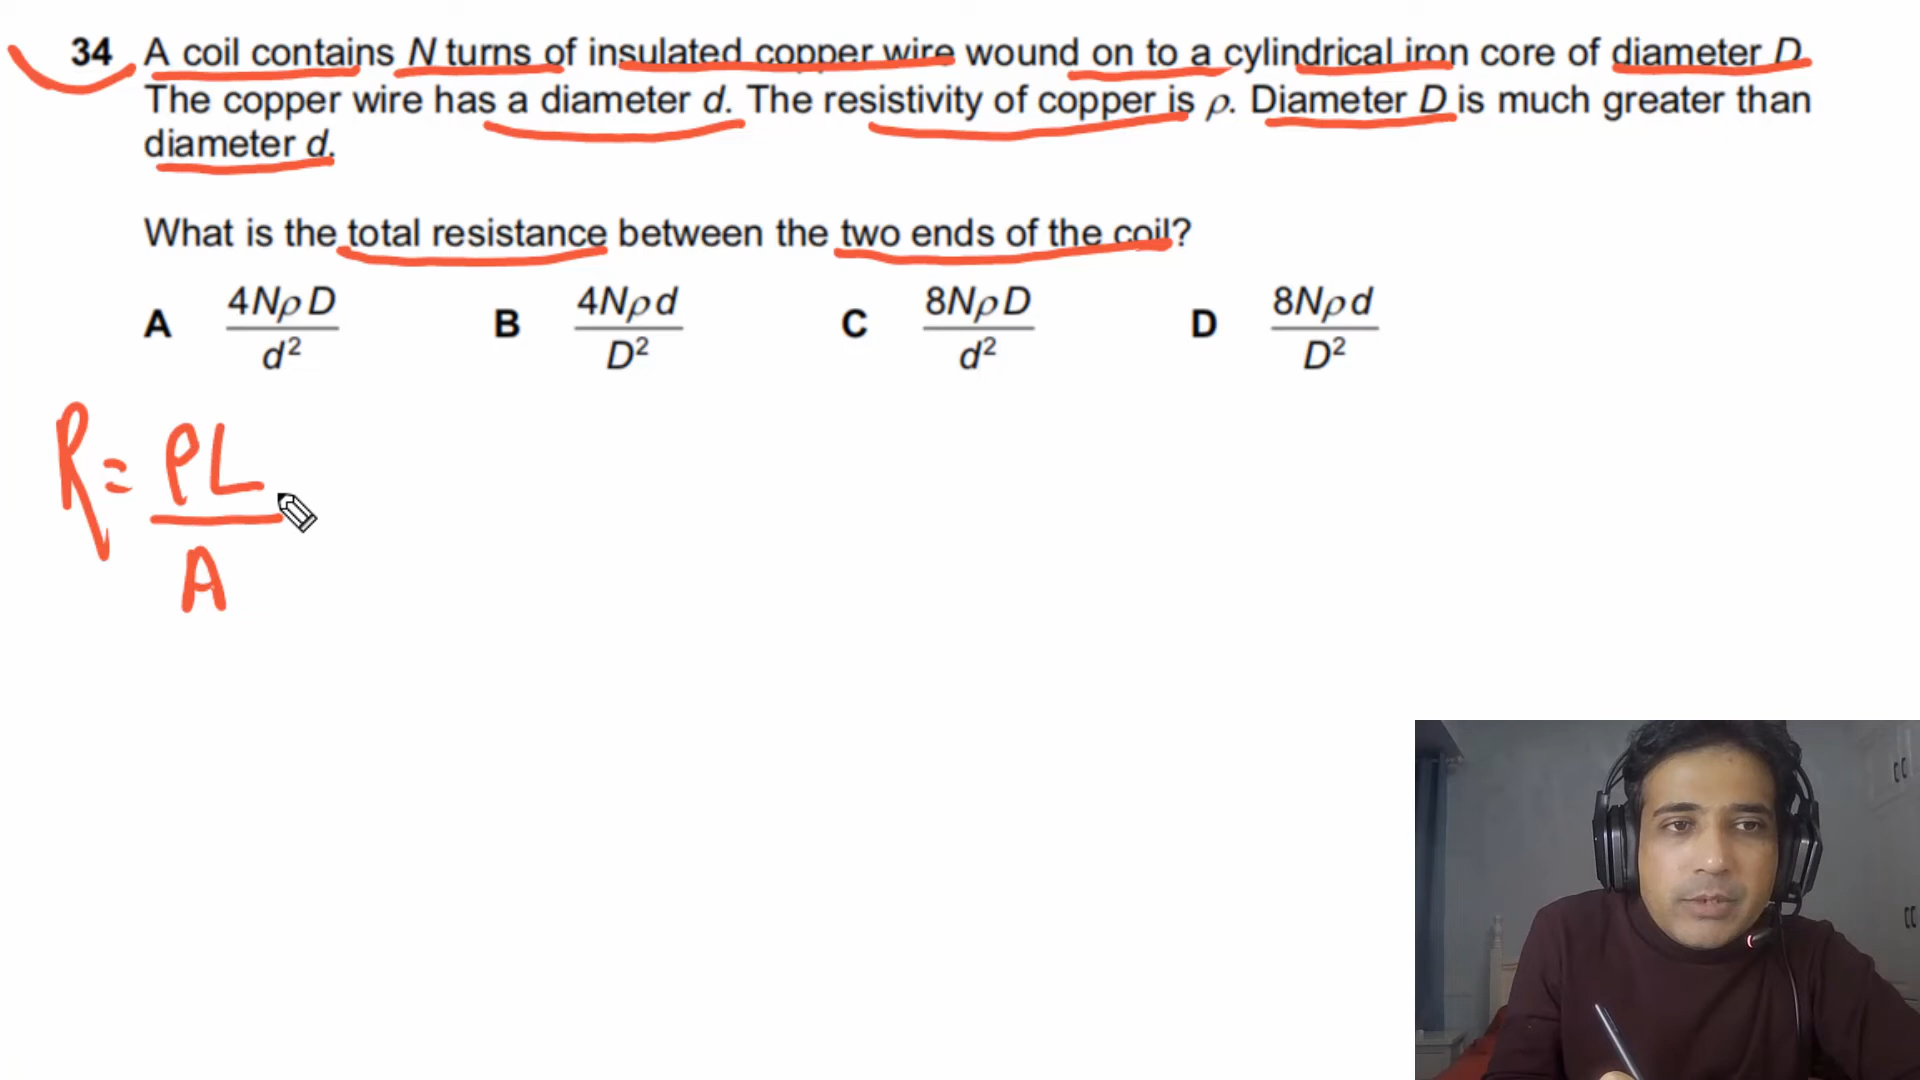 34 A coil contains N turns of insulated copper wire wound on to a cylindrical iron core of diameter D.
The copper wire has a diameter d. The resistivity of copper is ρ. Diameter D is much greater than
diameter d.
What is the total resistance between the two ends of the coil?
A 4NρD/d² B 4Nρd/D² C 8NρD/d² D 8Nρd/D²
R = ρL/A